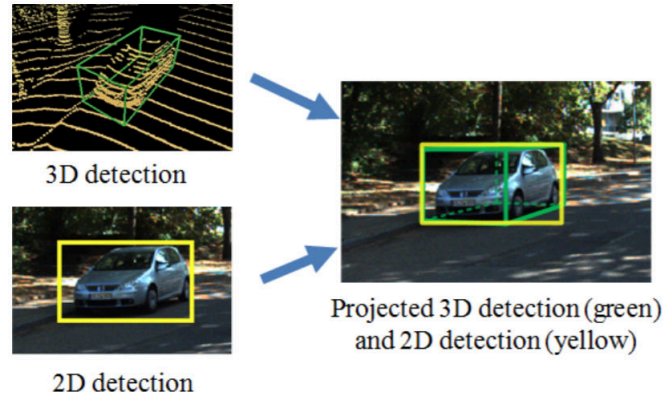 3D detection
2D detection
Projected 3D detection (green)
and 2D detection (yellow)